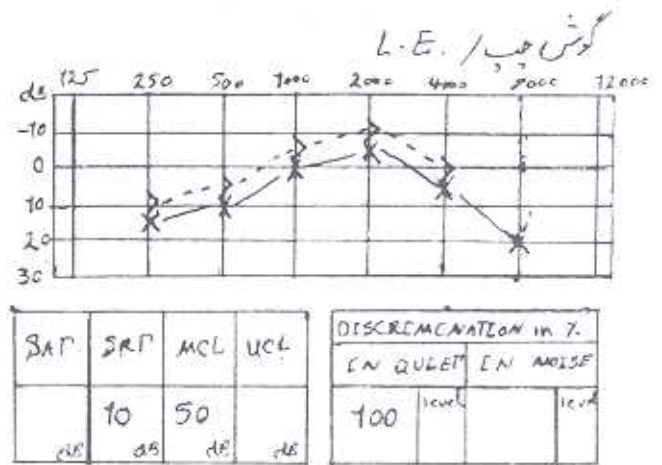 L.E. / گوش چپ
125 250 500 1000 2000 4000 8000 12000
dB
-10
0
10
20
30
SAT SRT MCL UCL
10 50
dB dB dB dB
DISCREMENATION in %
IN QUIET IN NOISE
100 level level